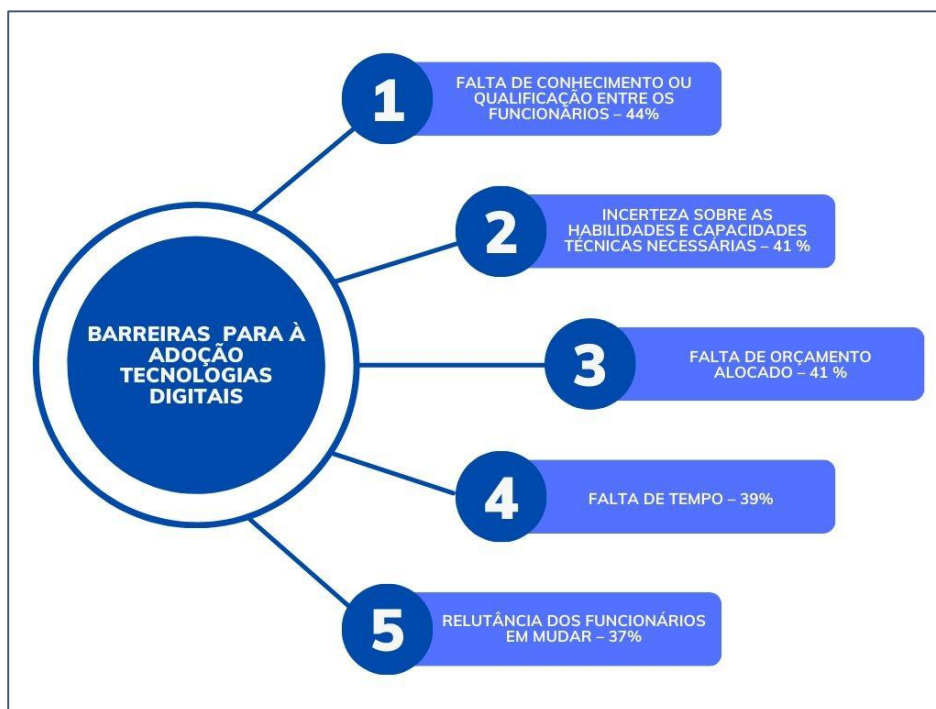 BARREIRAS PARA À
ADOÇÃO
TECNOLOGIAS
DIGITAIS
1
FALTA DE CONHECIMENTO OU
QUALIFICAÇÃO ENTRE OS
FUNCIONÁRIOS – 44%
2
INCERTEZA SOBRE AS
HABILIDADES E CAPACIDADES
TÉCNICAS NECESSÁRIAS – 41 %
3
FALTA DE ORÇAMENTO
ALOCADO – 41 %
4
FALTA DE TEMPO – 39%
5
RELUTÂNCIA DOS FUNCIONÁRIOS
EM MUDAR – 37%